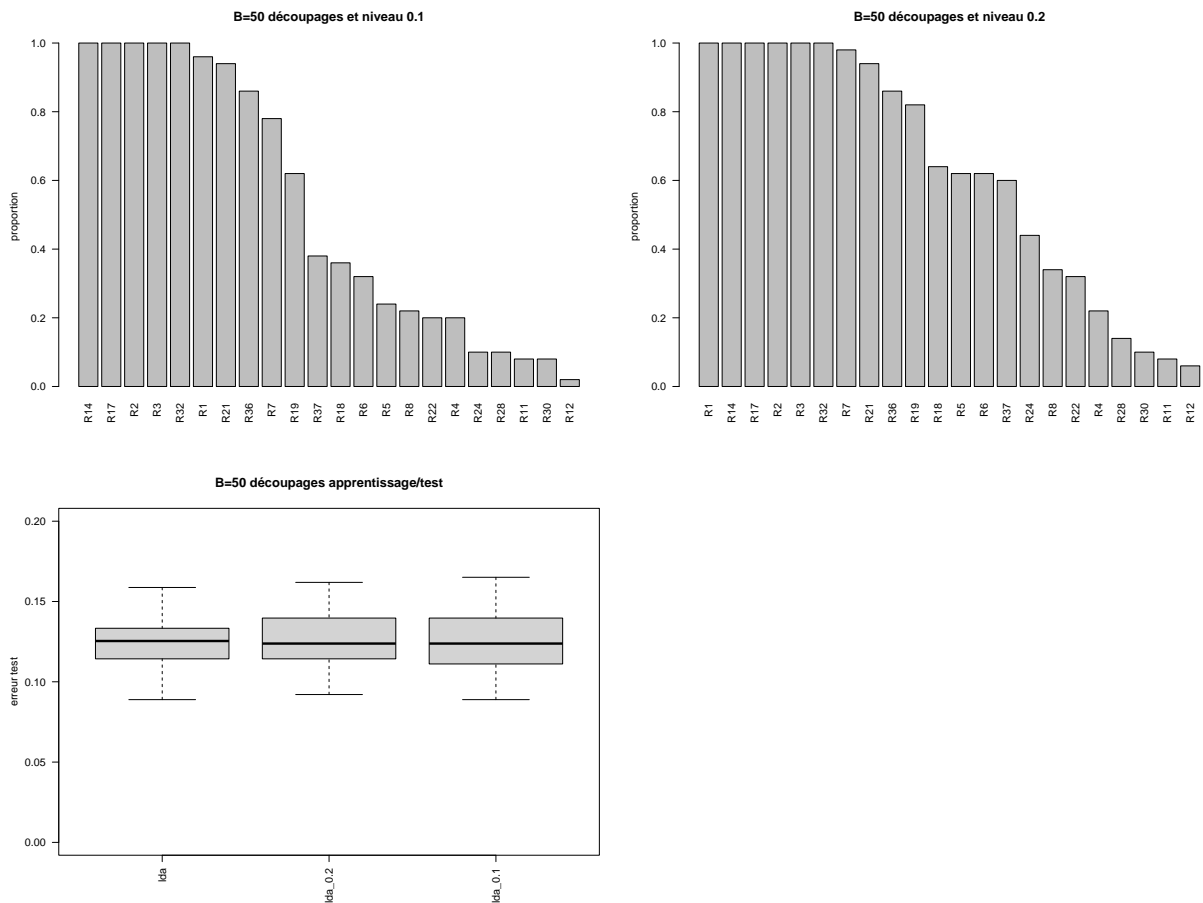 B=50 découpages et niveau 0.1
proportion
1.0
0.8
0.6
0.4
0.2
0.0
R14 R17 R2 R3 R32 R1 R21 R36 R7 R19 R37 R18 R6 R5 R8 R22 R4 R24 R28 R11 R30 R12
B=50 découpages et niveau 0.2
proportion
1.0
0.8
0.6
0.4
0.2
0.0
R1 R14 R17 R2 R3 R32 R7 R21 R36 R19 R18 R5 R6 R37 R24 R8 R22 R4 R28 R30 R11 R12
B=50 découpages apprentissage/test
erreur test
0.20
0.15
0.10
0.05
0.00
lda lda_0.2 lda_0.1